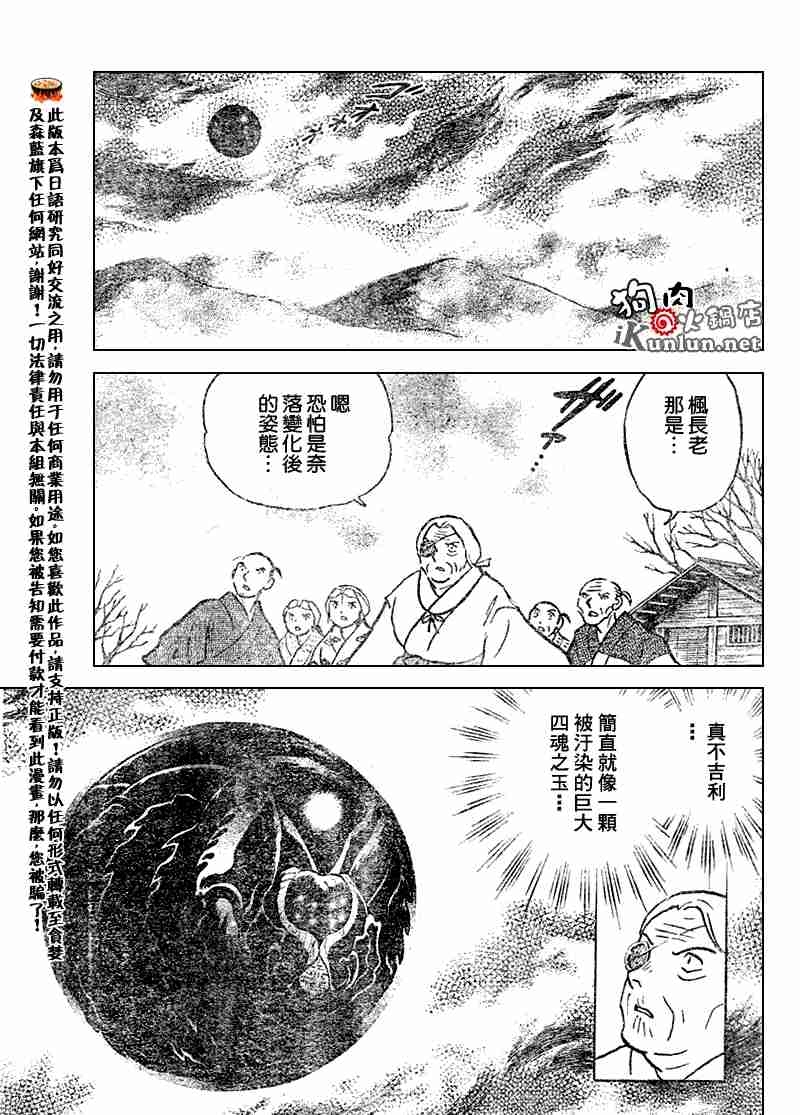 楓長老
那是…
嗯
恐怕是奈
落變化後
的姿態…
真不吉利
…
簡直就像一顆
被汙染的巨大
四魂之玉…
狗肉
火鍋店
iKunlun.net
此版本爲日語研究同好交流之用，請勿用于任何商業用途。如您喜歡此作品，請支持正版！請勿以任何形式轉載至貪婪
及森藍旗下任何網站，謝謝！一切法律責任與本組無關。如果您被告知需要付款才能看到此漫畫，那麼，您被騙了！